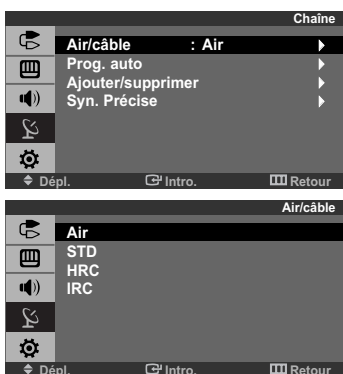 Chaîne
Air/câble : Air
Prog. auto
Ajouter/supprimer
Syn. Précise
Dépl. Intro. Retour
Air/câble
Air
STD
HRC
IRC
Dépl. Intro. Retour